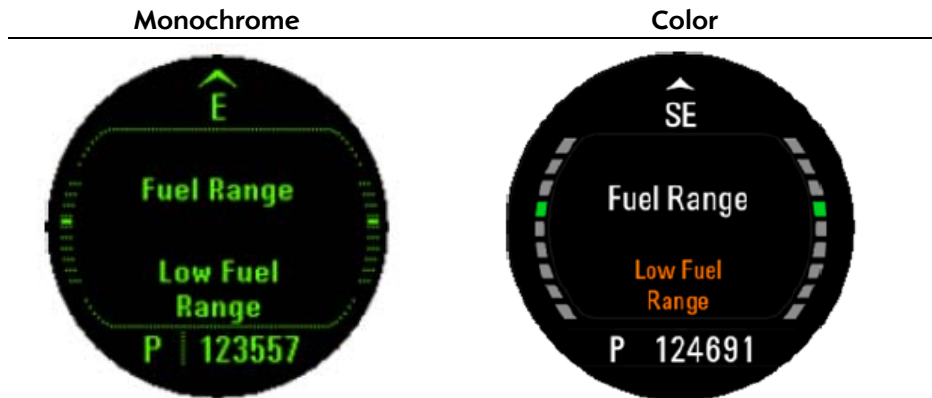 Monochrome Color
E
Fuel Range
Low Fuel
Range
P 123557
SE
Fuel Range
Low Fuel
Range
P 124691